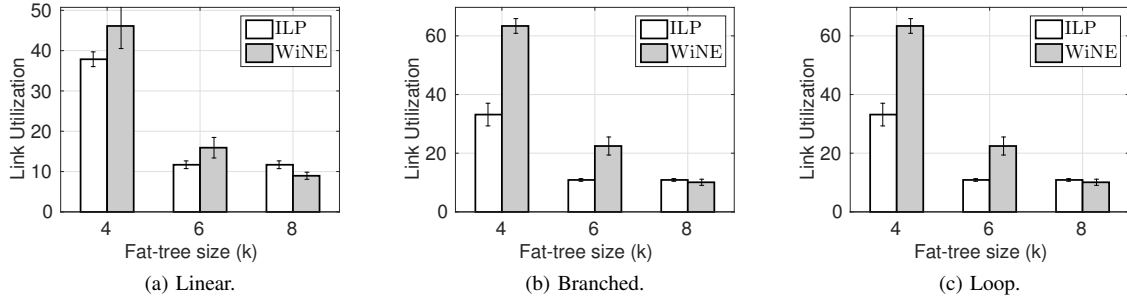 Link Utilization
50
40
30
20
10
0
ILP
WiNE
4
6
8
Fat-tree size (k)
(a) Linear.
Link Utilization
60
40
20
0
ILP
WiNE
4
6
8
Fat-tree size (k)
(b) Branched.
Link Utilization
60
40
20
0
ILP
WiNE
4
6
8
Fat-tree size (k)
(c) Loop.